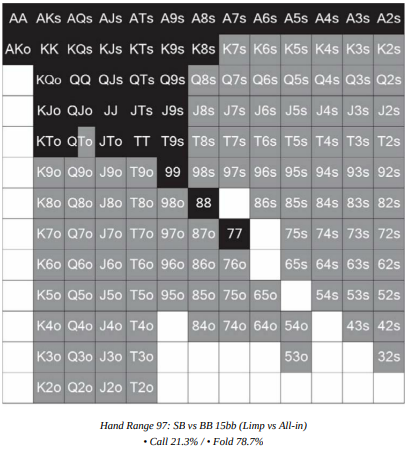 AA AKs AQs AJs ATs A9s A8s A7s A6s A5s A4s A3s A2s
AKo KK KQs KJs KTs K9s K8s K7s K6s K5s K4s K3s K2s
KQo QQ QJs QTs Q9s Q8s Q7s Q6s Q5s Q4s Q3s Q2s
KJo QJo JJ JTs J9s J8s J7s J6s J5s J4s J3s J2s
KTo QTo JTo TT T9s T8s T7s T6s T5s T4s T3s T2s
K9o Q9o J9o T9o 99 98s 97s 96s 95s 94s 93s 92s
K8o Q8o J8o T8o 98o 88 86s 85s 84s 83s 82s
K7o Q7o J7o T7o 97o 87o 77 75s 74s 73s 72s
K6o Q6o J6o T6o 96o 86o 76o 65s 64s 63s 62s
K5o Q5o J5o T5o 95o 85o 75o 65o 54s 53s 52s
K4o Q4o J4o T4o 84o 74o 64o 54o 43s 42s
K3o Q3o J3o T3o 53o 32s
K2o Q2o J2o T2o
Hand Range 97: SB vs BB 15bb (Limp vs All-in)
• Call 21.3% / • Fold 78.7%